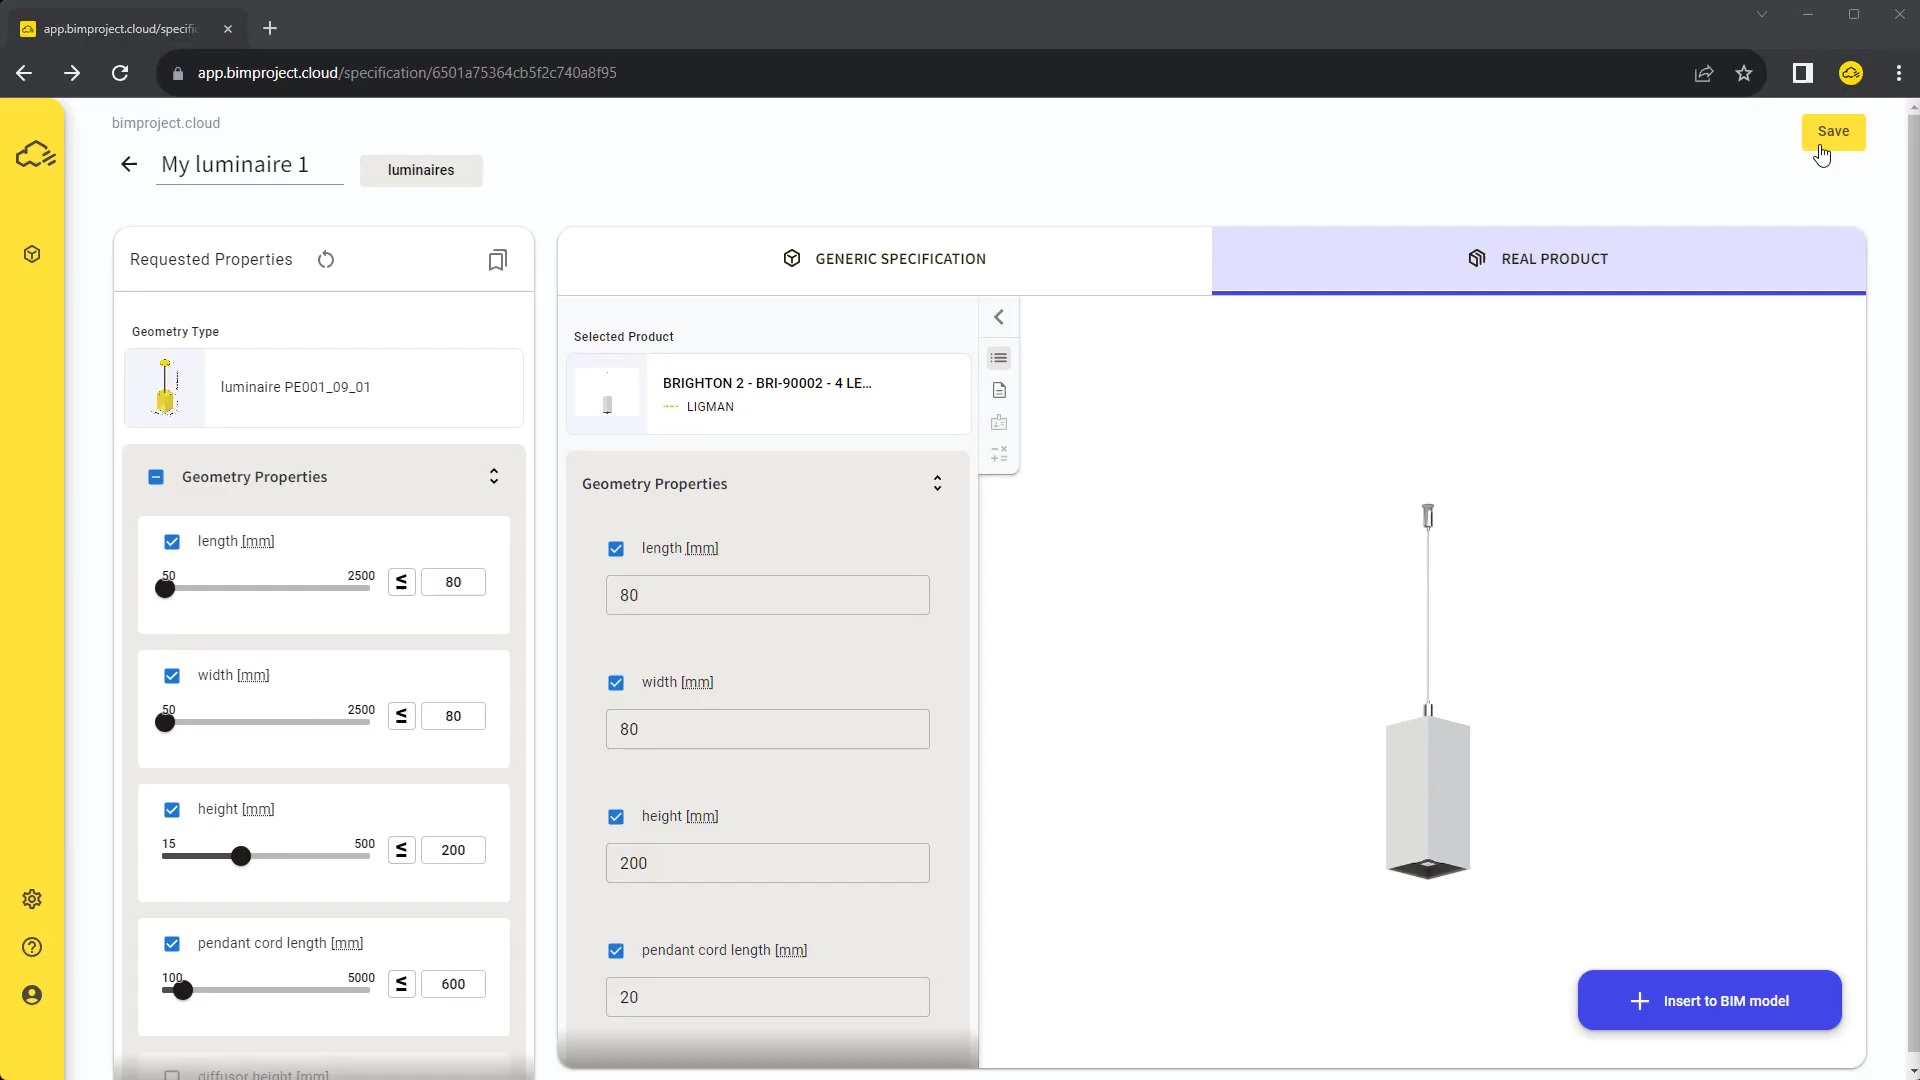 app.bimproject.cloud/specific
app.bimproject.cloud/specification/6501a75364cb5f2c740a8f95
bimproject.cloud
Save
My luminaire 1
luminaires
Requested Properties
GENERIC SPECIFICATION
REAL PRODUCT
Geometry Type
luminaire PE001_09_01
Selected Product
BRIGHTON 2 - BRI-90002 - 4 LE...
LIGMAN
Geometry Properties
length [mm]
50
2500
≤
80
width [mm]
50
2500
≤
80
height [mm]
15
500
≤
200
pendant cord length [mm]
100
5000
≤
600
diffusor height [mm]
Geometry Properties
length [mm]
80
width [mm]
80
height [mm]
200
pendant cord length [mm]
20
Insert to BIM model